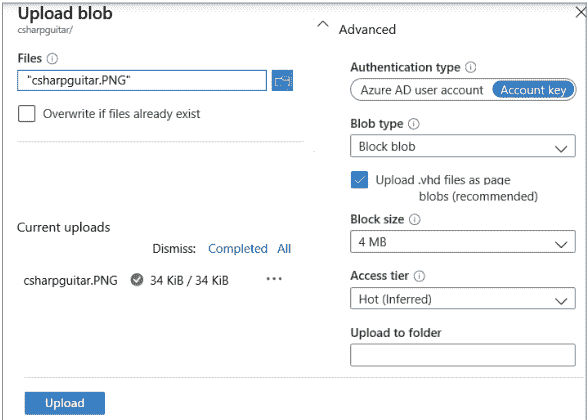 Upload blob
csharpguitar/
Files
"csharpguitar.PNG"
Overwrite if files already exist
Current uploads
Dismiss: Completed All
csharpguitar.PNG 34 KiB / 34 KiB ...
Upload
Advanced
Authentication type
Azure AD user account Account key
Blob type
Block blob
Upload .vhd files as page
blobs (recommended)
Block size
4 MB
Access tier
Hot (Inferred)
Upload to folder